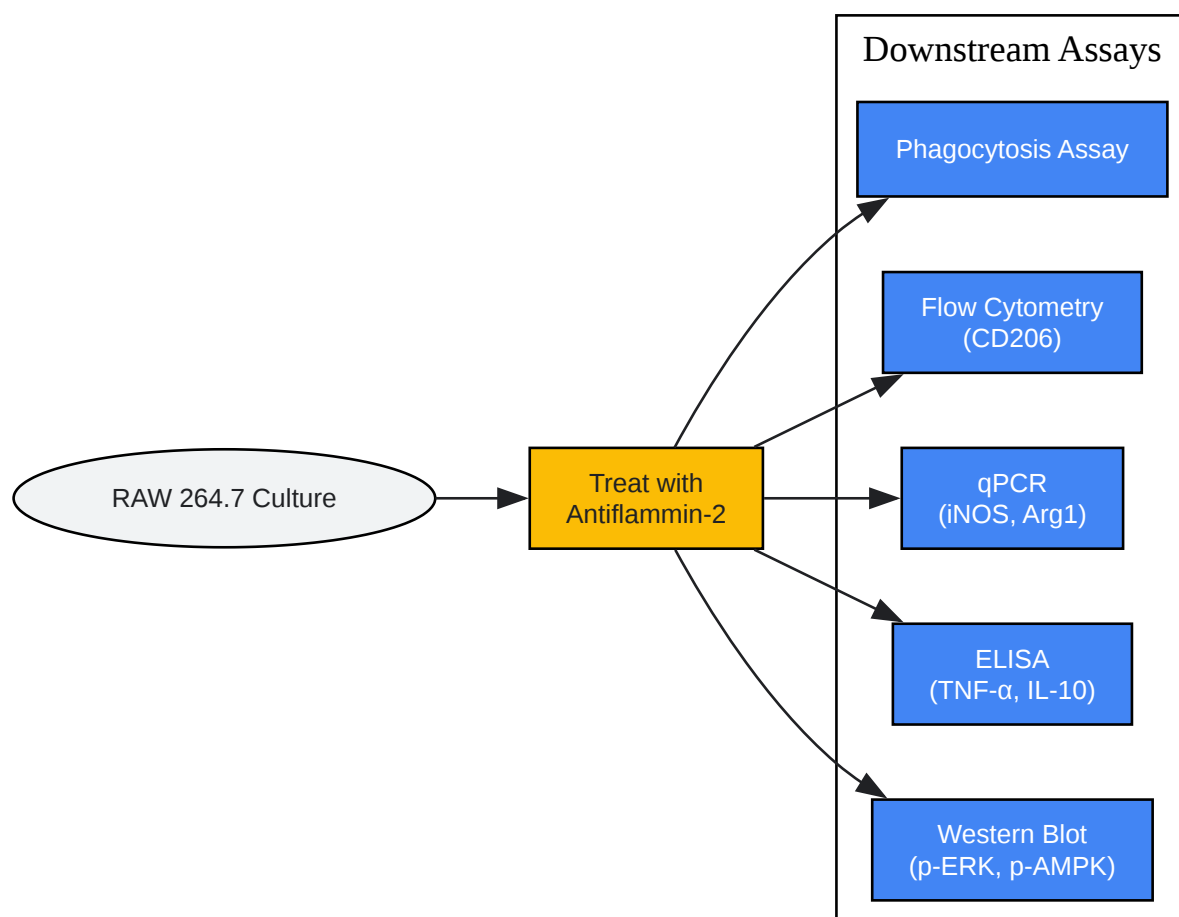 Downstream Assays
Phagocytosis Assay
Flow Cytometry
(CD206)
RAW 264.7 Culture
Treat with
Antiflammin-2
qPCR
(iNOS, Arg1)
ELISA
(TNF-α, IL-10)
Western Blot
(p-ERK, p-AMPK)